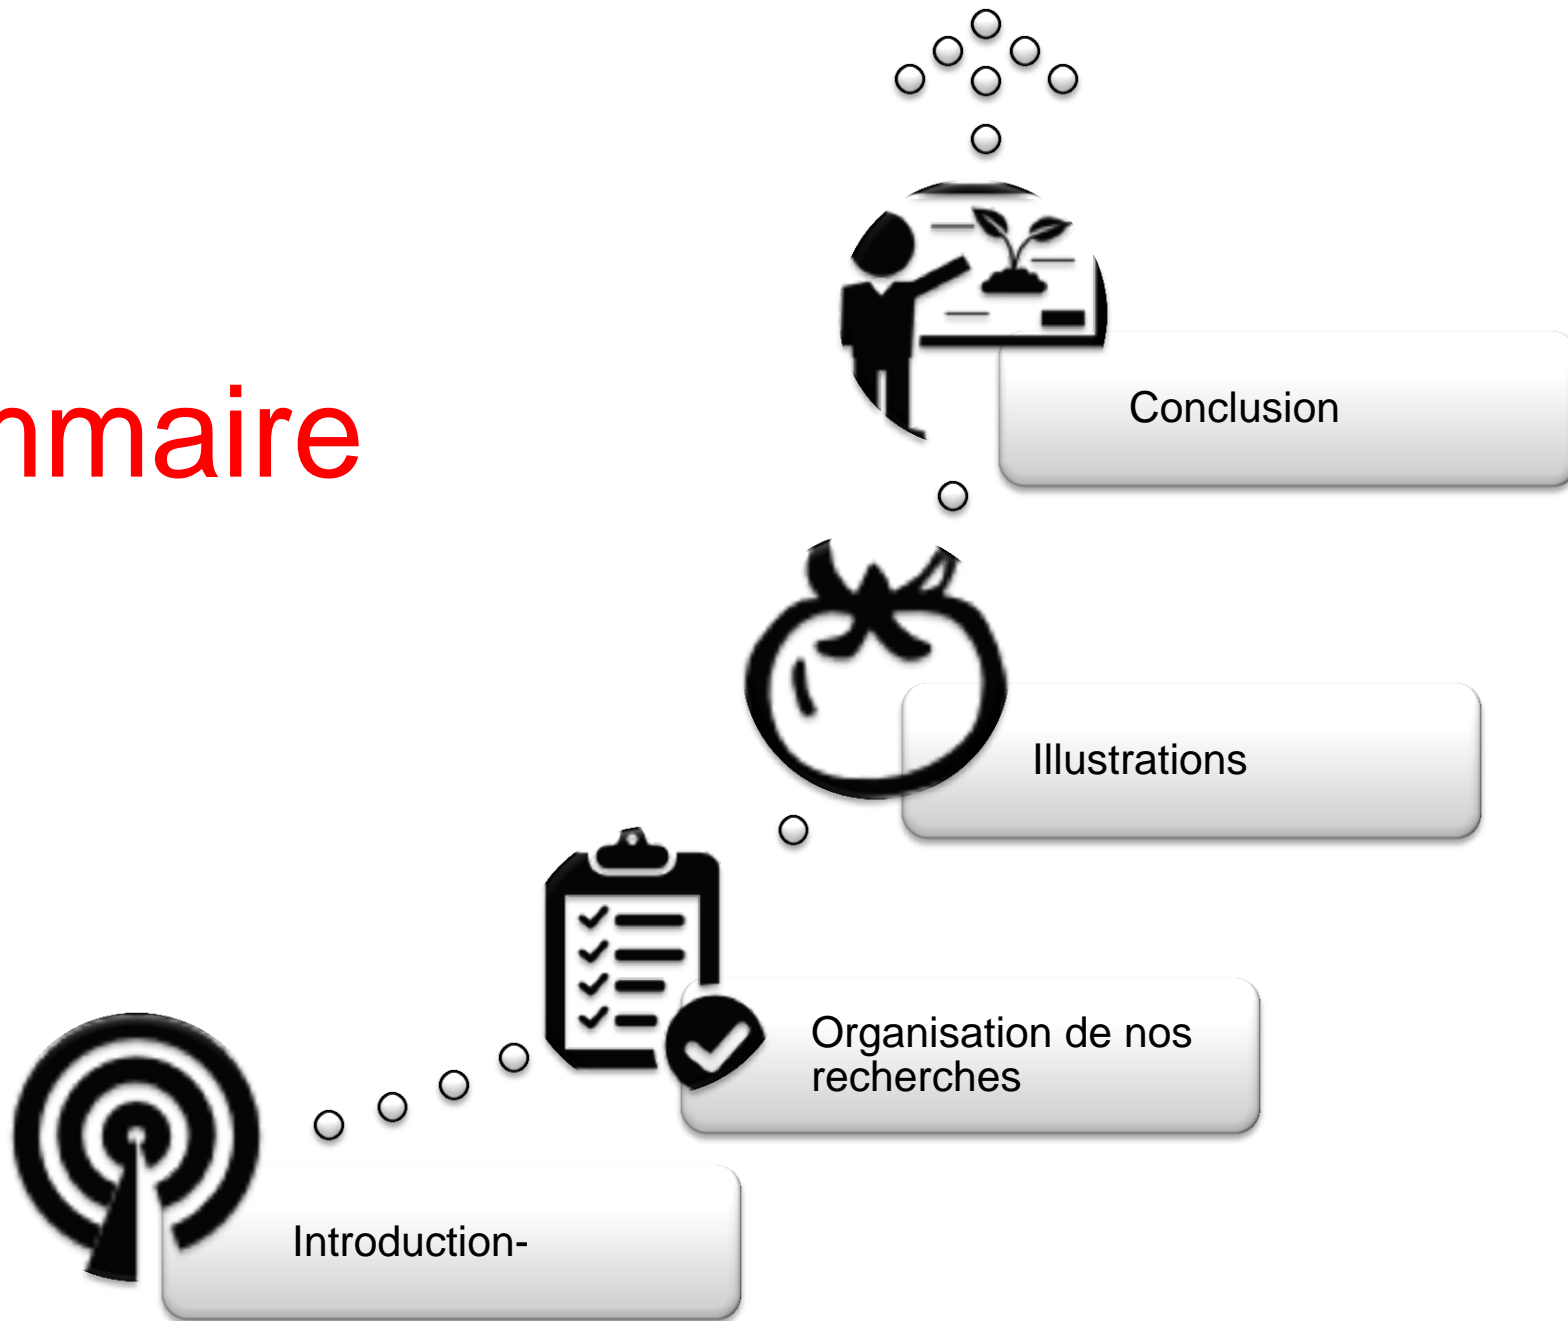 nmaire
Conclusion
Illustrations
Organisation de nos
recherches
Introduction-